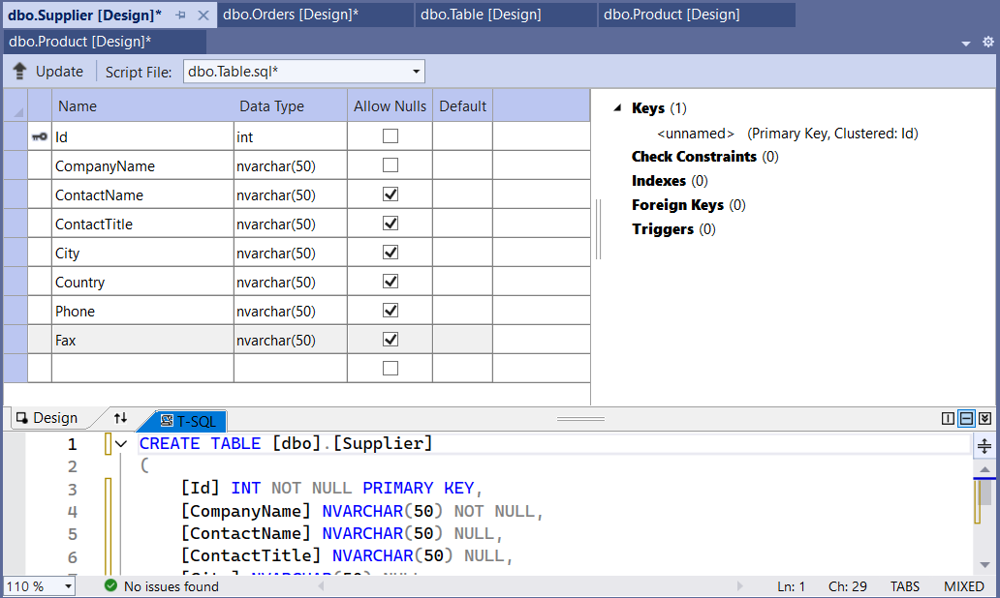 dbo.Supplier [Design]* dbo.Orders [Design]* dbo.Table [Design] dbo.Product [Design]
dbo.Product [Design]*
Update Script File: dbo.Table.sql*
Name Data Type Allow Nulls Default
Id int
CompanyName nvarchar(50)
ContactName nvarchar(50)
ContactTitle nvarchar(50)
City nvarchar(50)
Country nvarchar(50)
Phone nvarchar(50)
Fax nvarchar(50)
Keys (1)
<unnamed> (Primary Key, Clustered: Id)
Check Constraints (0)
Indexes (0)
Foreign Keys (0)
Triggers (0)
Design T-SQL
1 CREATE TABLE [dbo].[Supplier]
2 (
3 [Id] INT NOT NULL PRIMARY KEY,
4 [CompanyName] NVARCHAR(50) NOT NULL,
5 [ContactName] NVARCHAR(50) NULL,
6 [ContactTitle] NVARCHAR(50) NULL,
110 % No issues found Ln: 1 Ch: 29 TABS MIXED